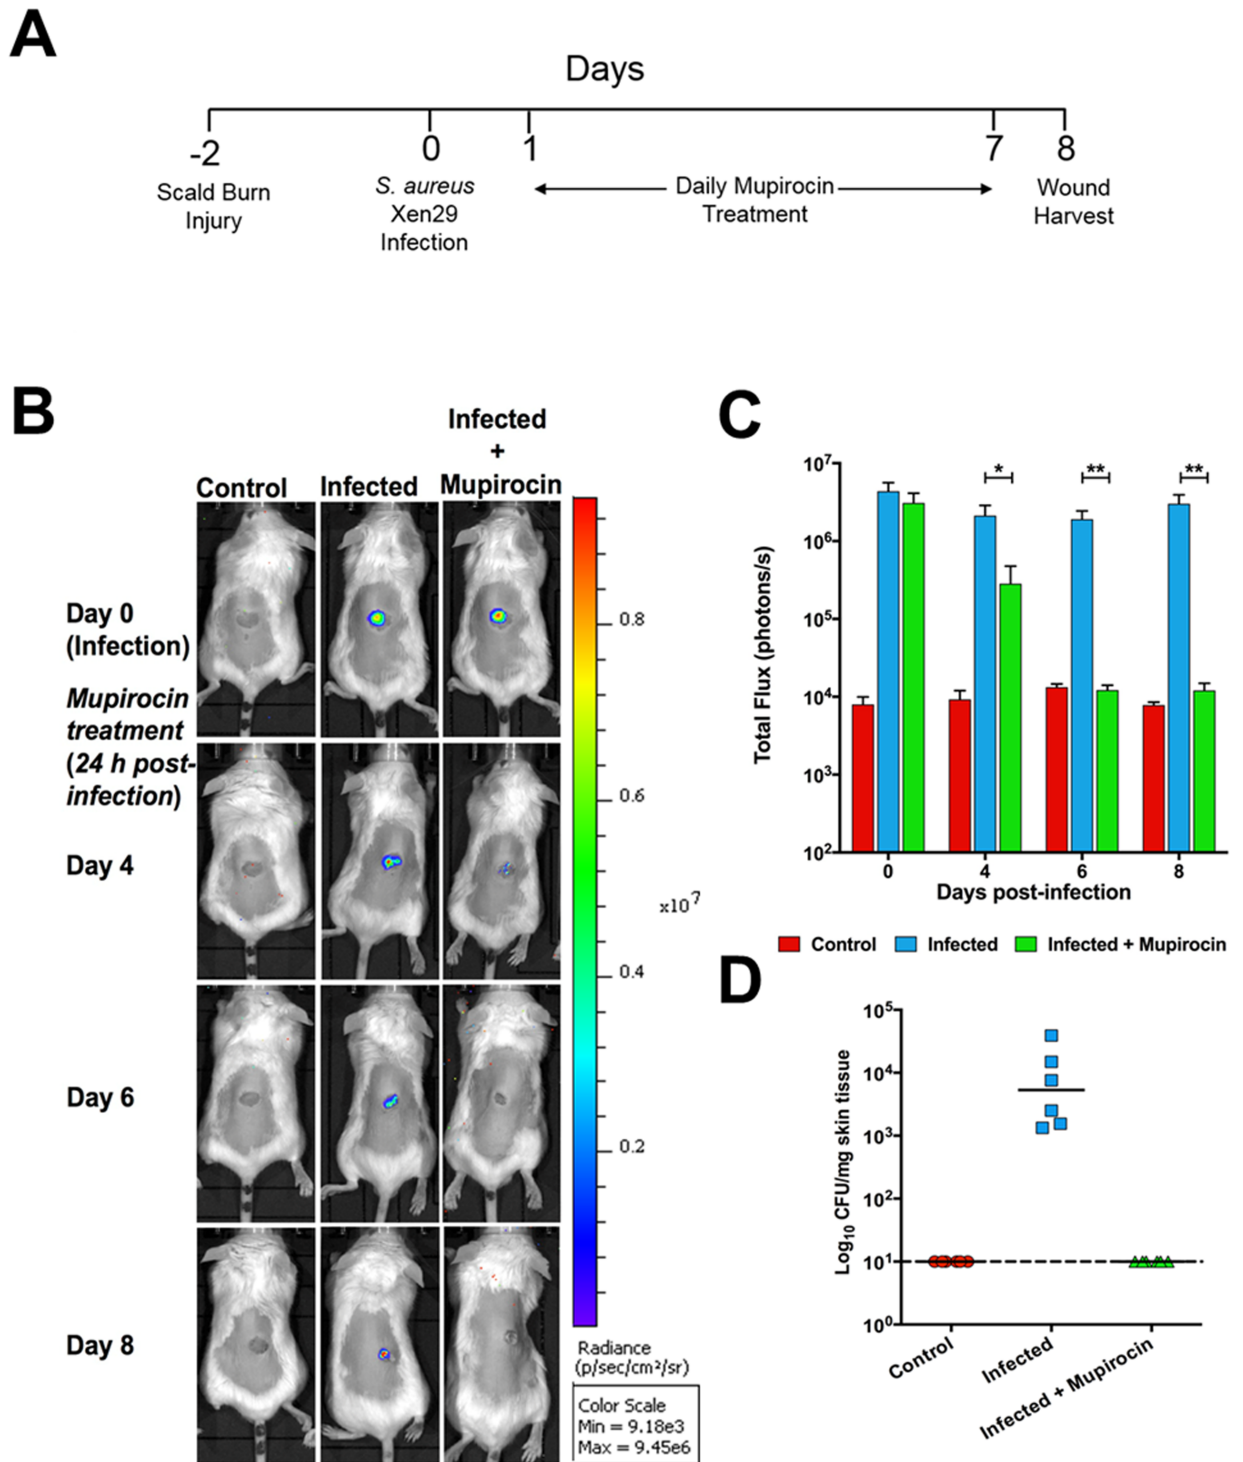 A
Days
-2
0
1
7
8
Scald Burn
Injury
S. aureus
Xen29
Infection
Daily Mupirocin
Treatment
Wound
Harvest
B
Control
Infected
Infected
+
Mupirocin
Day 0
(Infection)
Mupirocin
treatment
(24 h post-
infection)
Day 4
Day 6
Day 8
0.8
0.6
x10⁷
0.4
0.2
Radiance
(p/sec/cm²/sr)
Color Scale
Min = 9.18e3
Max = 9.45e6
C
Total Flux (photons/s)
10⁷
10⁶
10⁵
10⁴
10³
10²
*
**
**
0
4
6
8
Days post-infection
Control
Infected
Infected + Mupirocin
D
Log₁₀ CFU/mg skin tissue
10⁵
10⁴
10³
10²
10¹
10⁰
Control
Infected
Infected + Mupirocin